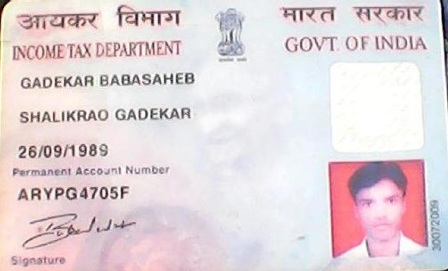 आयकर विभाग
INCOME TAX DEPARTMENT
भारत सरकार
GOVT. OF INDIA
GADEKAR BABASAHEB
SHALIKRAO GADEKAR
26/09/1989
Permanent Account Number
ARYPG4705F
Signature
30072009